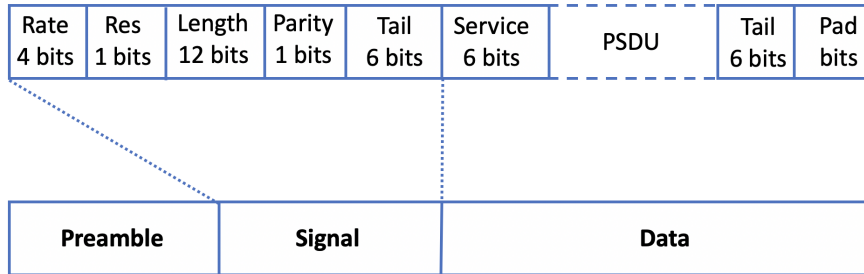 Rate Res Length Parity Tail Service PSDU Tail Pad
4 bits 1 bits 12 bits 1 bits 6 bits 6 bits 6 bits bits
Preamble Signal Data